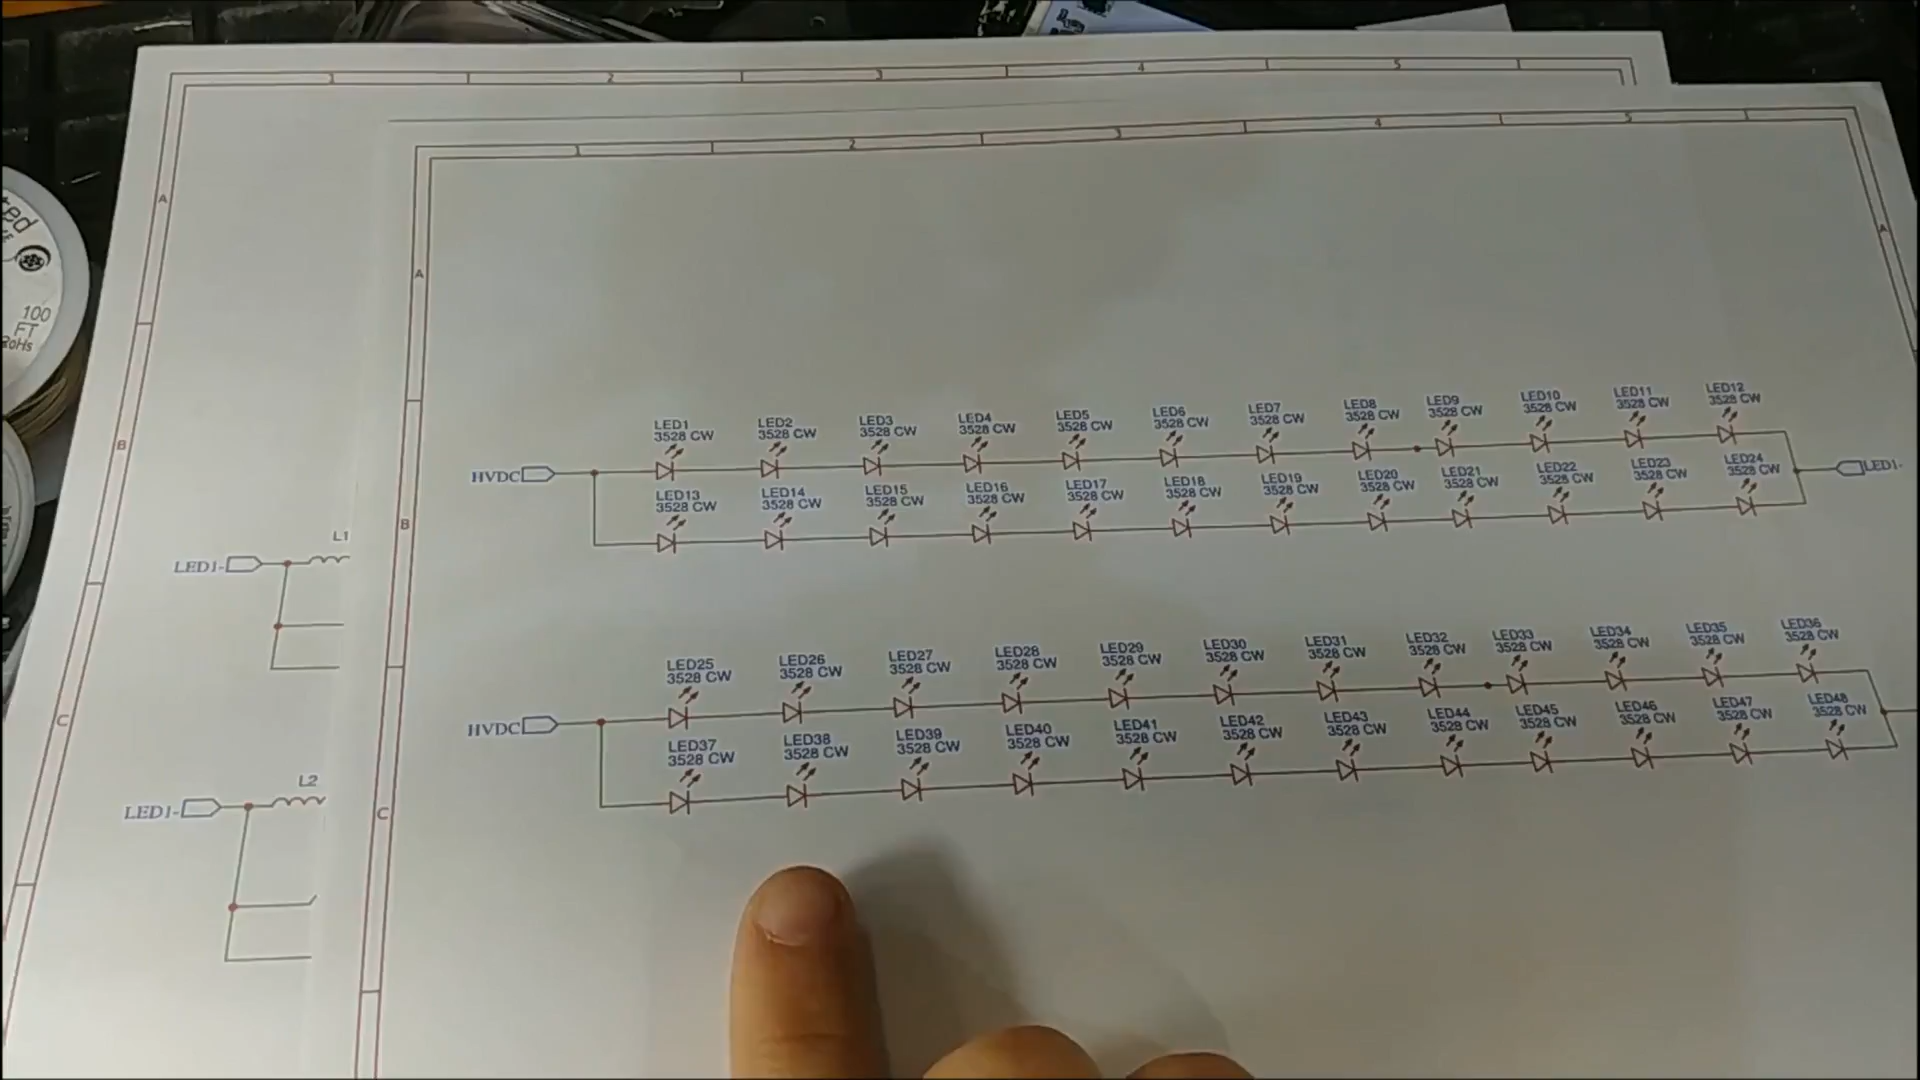 1 2 3 4 5
1 2 3 4 5
A
A
A
B
B
C
C
ted
100
FT
RoHs
LED1
3528 CW
LED2
3528 CW
LED3
3528 CW
LED4
3528 CW
LED5
3528 CW
LED6
3528 CW
LED7
3528 CW
LED8
3528 CW
LED9
3528 CW
LED10
3528 CW
LED11
3528 CW
LED12
3528 CW
HVDC
LED1-
LED13
3528 CW
LED14
3528 CW
LED15
3528 CW
LED16
3528 CW
LED17
3528 CW
LED18
3528 CW
LED19
3528 CW
LED20
3528 CW
LED21
3528 CW
LED22
3528 CW
LED23
3528 CW
LED24
3528 CW
L1
LED1-
LED25
3528 CW
LED26
3528 CW
LED27
3528 CW
LED28
3528 CW
LED29
3528 CW
LED30
3528 CW
LED31
3528 CW
LED32
3528 CW
LED33
3528 CW
LED34
3528 CW
LED35
3528 CW
LED36
3528 CW
HVDC
LED37
3528 CW
LED38
3528 CW
LED39
3528 CW
LED40
3528 CW
LED41
3528 CW
LED42
3528 CW
LED43
3528 CW
LED44
3528 CW
LED45
3528 CW
LED46
3528 CW
LED47
3528 CW
LED48
3528 CW
L2
LED1-